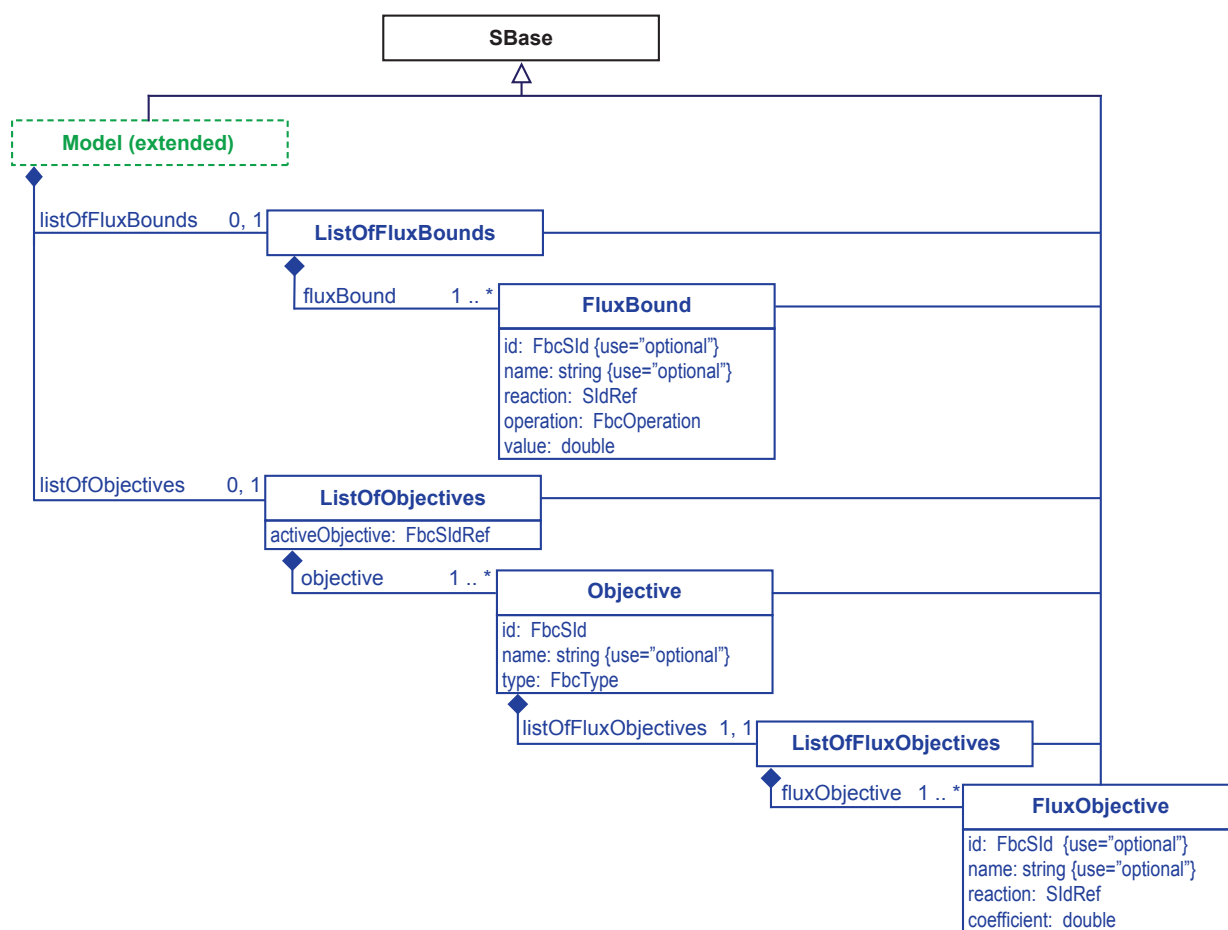 SBase
Model (extended)
listOfFluxBounds 0, 1
ListOfFluxBounds
fluxBound 1 .. *
FluxBound
id: FbcSId {use=”optional”}
name: string {use=”optional”}
reaction: SIdRef
operation: FbcOperation
value: double
listOfObjectives 0, 1
ListOfObjectives
activeObjective: FbcSIdRef
objective 1 .. *
Objective
id: FbcSId
name: string {use=”optional”}
type: FbcType
listOfFluxObjectives 1, 1
ListOfFluxObjectives
fluxObjective 1 .. *
FluxObjective
id: FbcSId {use=”optional”}
name: string {use=”optional”}
reaction: SIdRef
coefficient: double